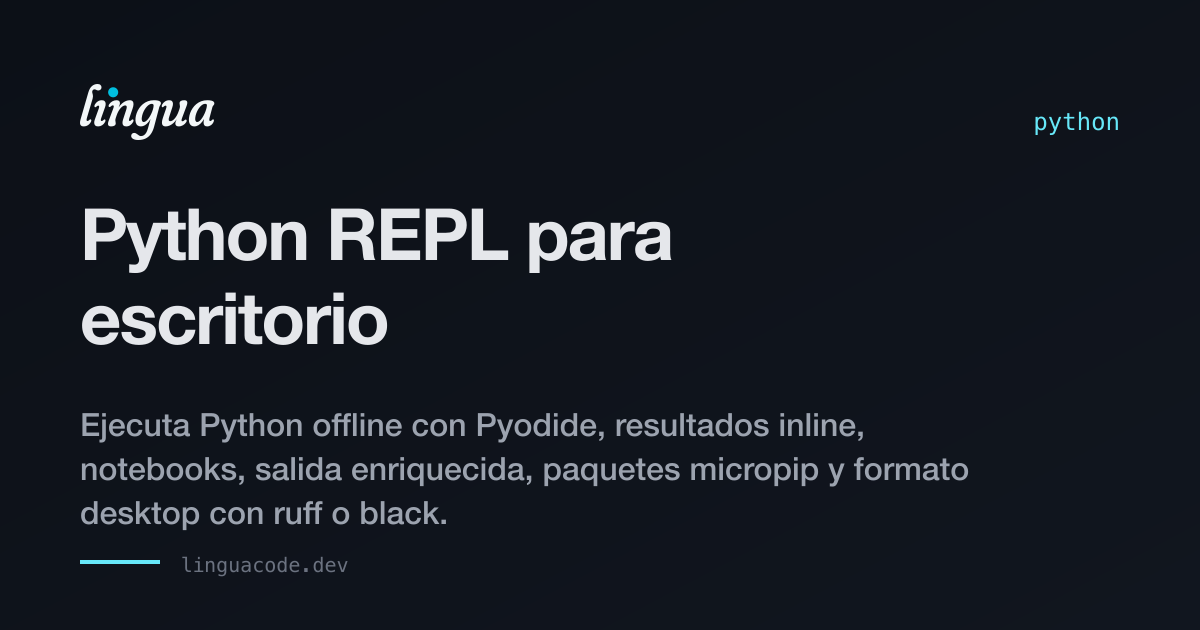 lingua
python
Python REPL para
escritorio
Ejecuta Python offline con Pyodide, resultados inline,
notebooks, salida enriquecida, paquetes micropip y formato
desktop con ruff o black.
linguacode.dev